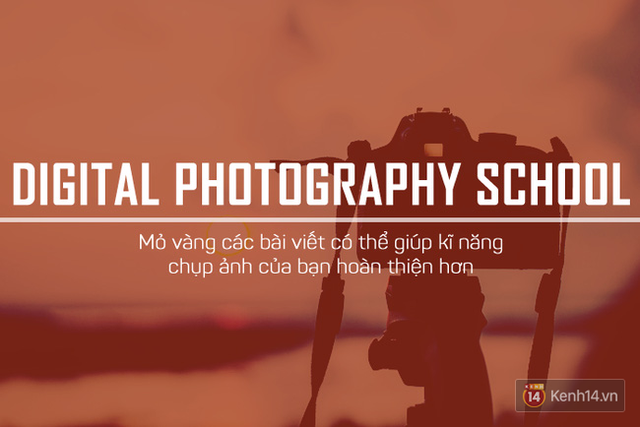 DIGITAL PHOTOGRAPHY SCHOOL
Mỏ vàng các bài viết có thể giúp kĩ năng
chụp ảnh của bạn hoàn thiện hơn
14 Kenh14.vn